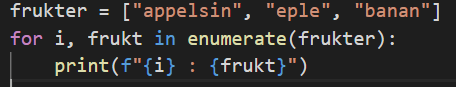 frukter = ["appelsin", "eple", "banan"]
for i, frukt in enumerate(frukter):
    print(f"{i} : {frukt}")